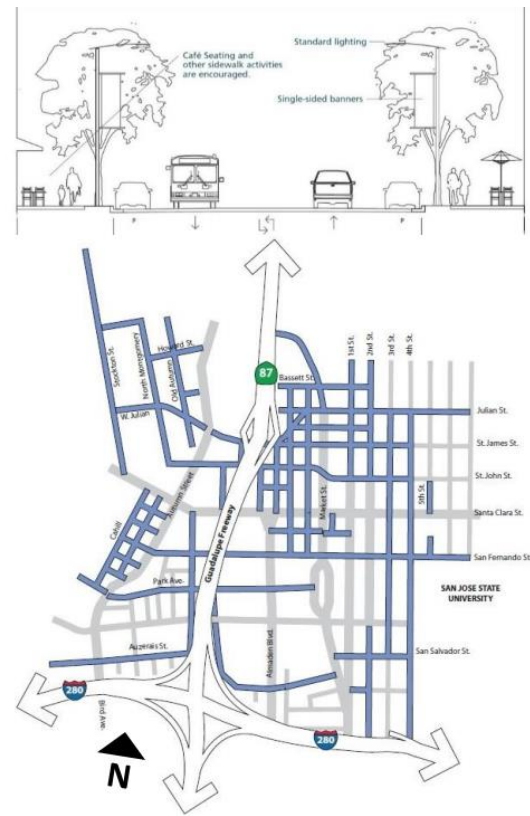 Café Seating and
other sidewalk activities
are encouraged.
Standard lighting
Single-sided banners
P
P
87
Stockton St.
North Montgomery
Howard St.
Old Autumn
Bassett St.
1st St.
2nd St.
3rd St.
4th St.
W. Julian
Julian St.
St. James St.
St. John St.
5th St.
Santa Clara St.
Autumn Street
Market St.
Cahill
Guadalupe Freeway
San Fernando St.
Park Ave.
SAN JOSE STATE
UNIVERSITY
Auzerais St.
Almaden Blvd.
San Salvador St.
280
Bird Ave.
280
N